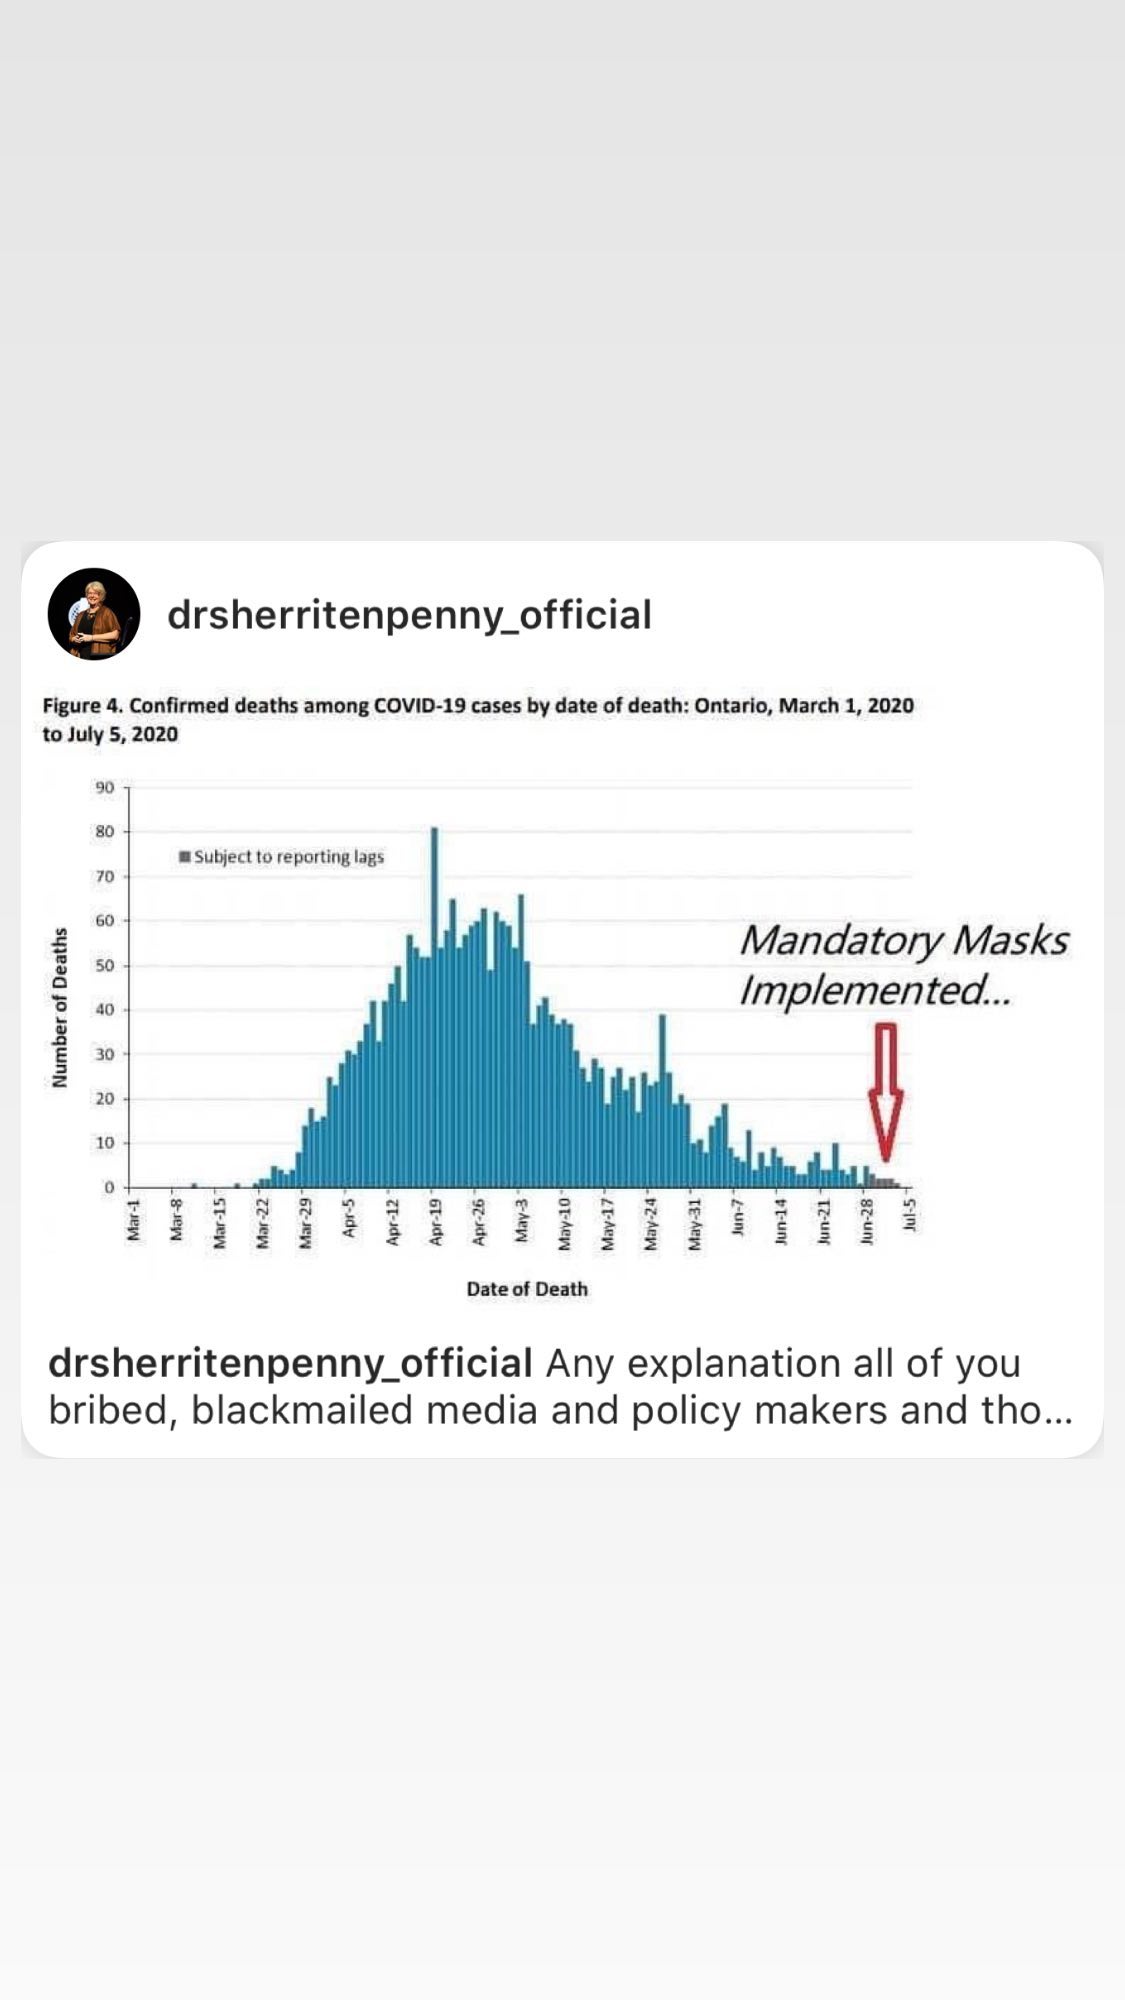 drsherritenpenny_official
Figure 4. Confirmed deaths among COVID-19 cases by date of death: Ontario, March 1, 2020
to July 5, 2020
90
80
Subject to reporting lags
70
60
Mandatory Masks
Implemented...
50
40
30
20
10
0
Number of Deaths
Mar-1
Mar-8
Mar-15
Mar-22
Mar-29
Apr-5
Apr-12
Apr-19
Apr-26
May-3
May-10
May-17
May-24
May-31
Jun-7
Jun-14
Jun-21
Jun-28
Jul-5
Date of Death
drsherritenpenny_official Any explanation all of you
bribed, blackmailed media and policy makers and tho...